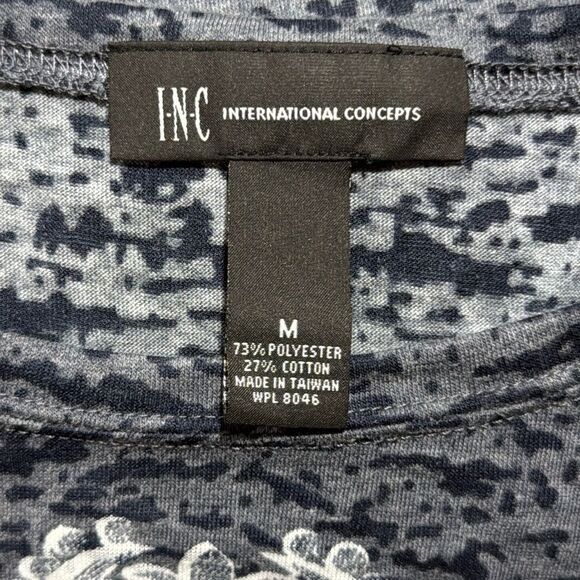 I·N·C INTERNATIONAL CONCEPTS
M
73% POLYESTER
27% COTTON
MADE IN TAIWAN
WPL 8046